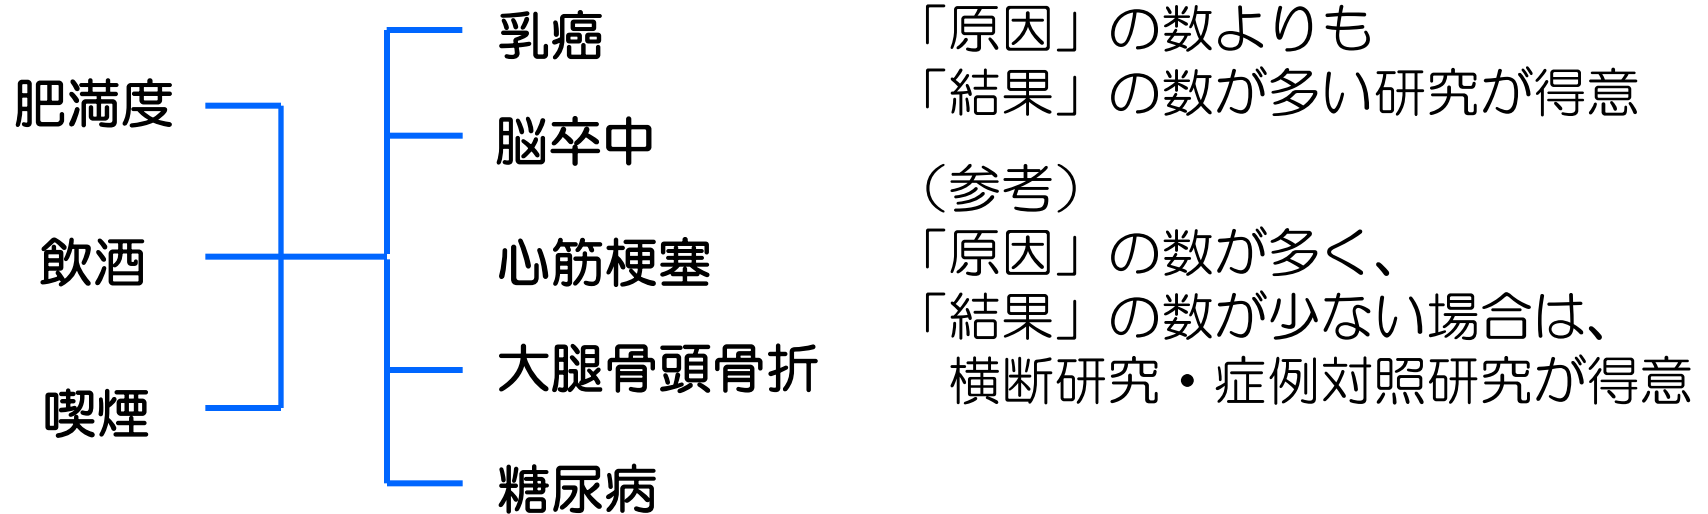 肥満度
飲酒
喫煙
乳癌
脳卒中
心筋梗塞
大腿骨頭骨折
糖尿病
「原因」の数よりも
「結果」の数が多い研究が得意
（参考）
「原因」の数が多く、
「結果」の数が少ない場合は、
横断研究・症例対照研究が得意